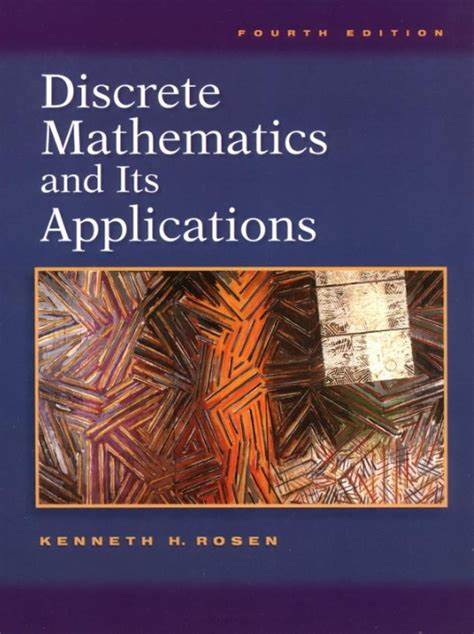 FOURTH EDITION
Discrete
Mathematics
and Its
Applications
KENNETH H. ROSEN